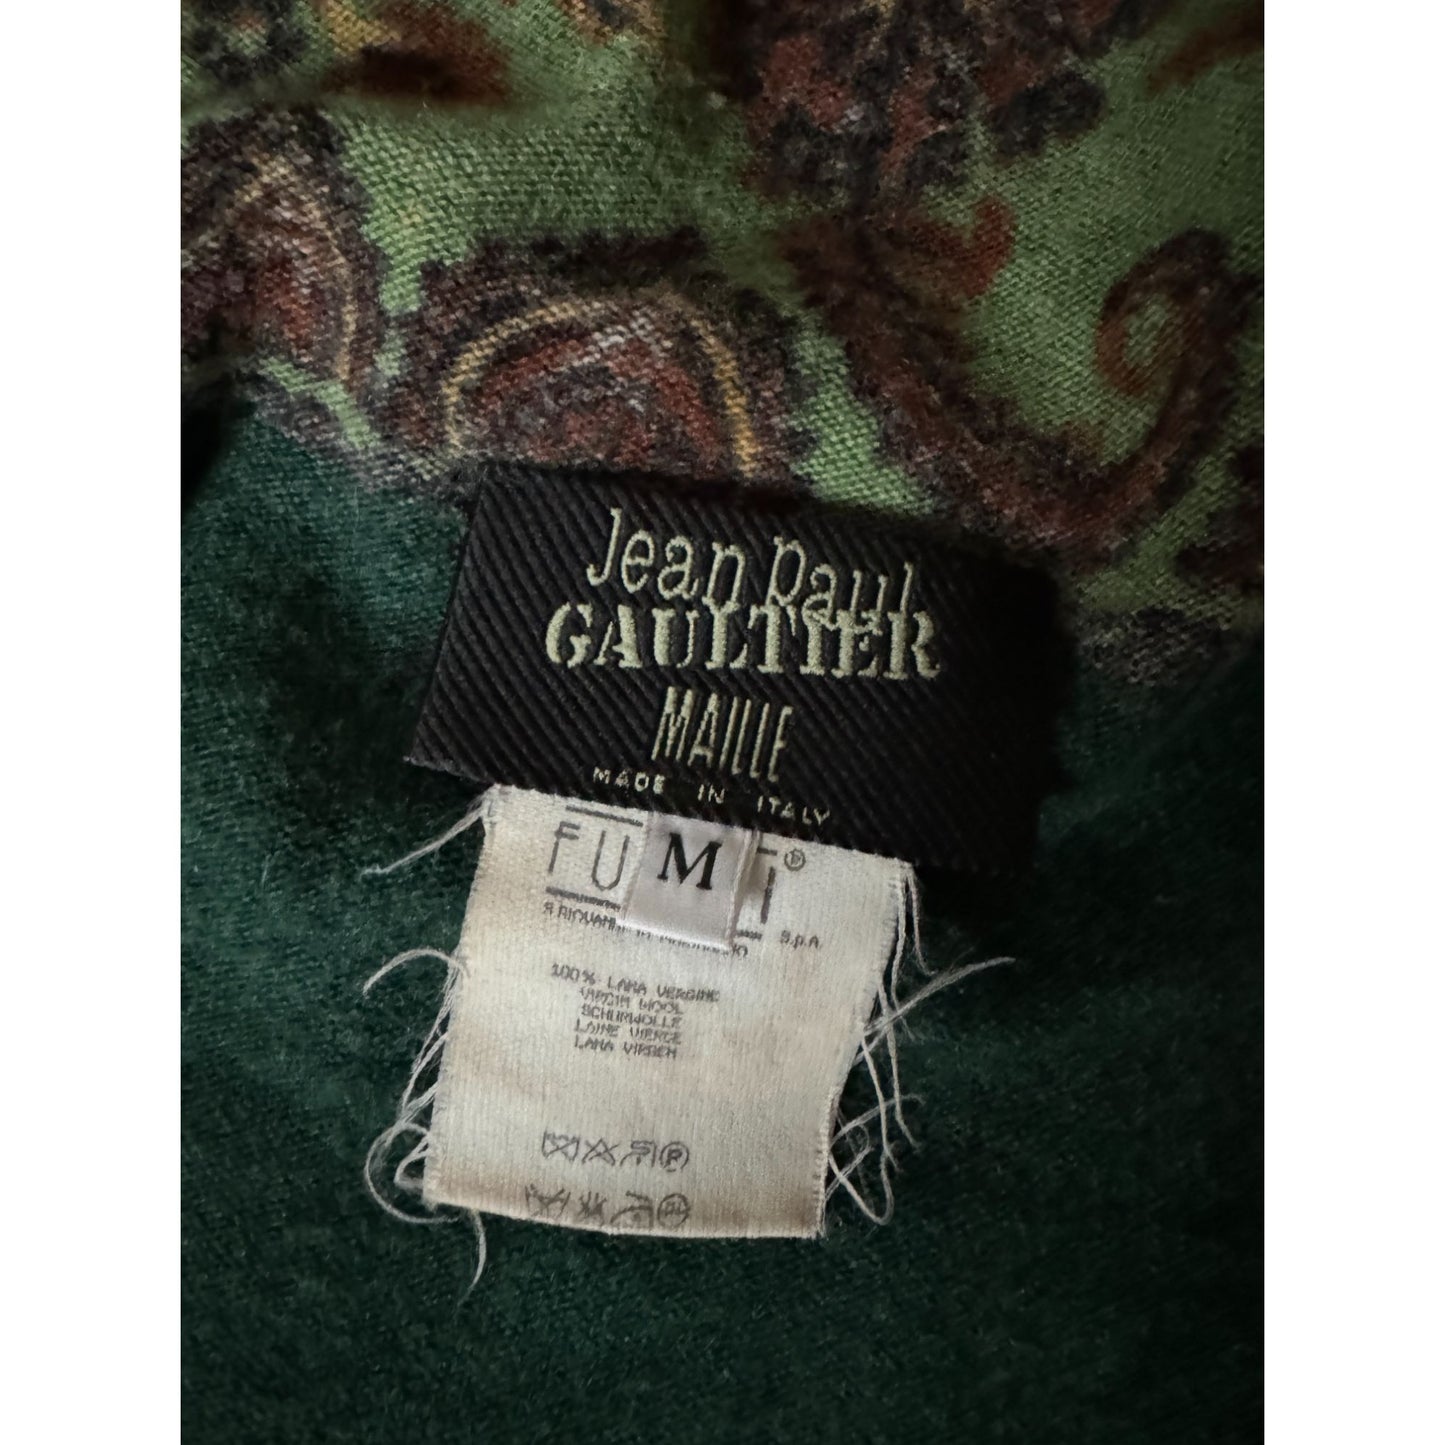 Jean Paul
GAULTIER
MAILLE
MADE IN ITALY
FU M I®
S.p.A.
100% LANA VERGINE
VIRGIN WOOL
SCHURWOLLE
LAINE VIERGE
LANA VIRGEN